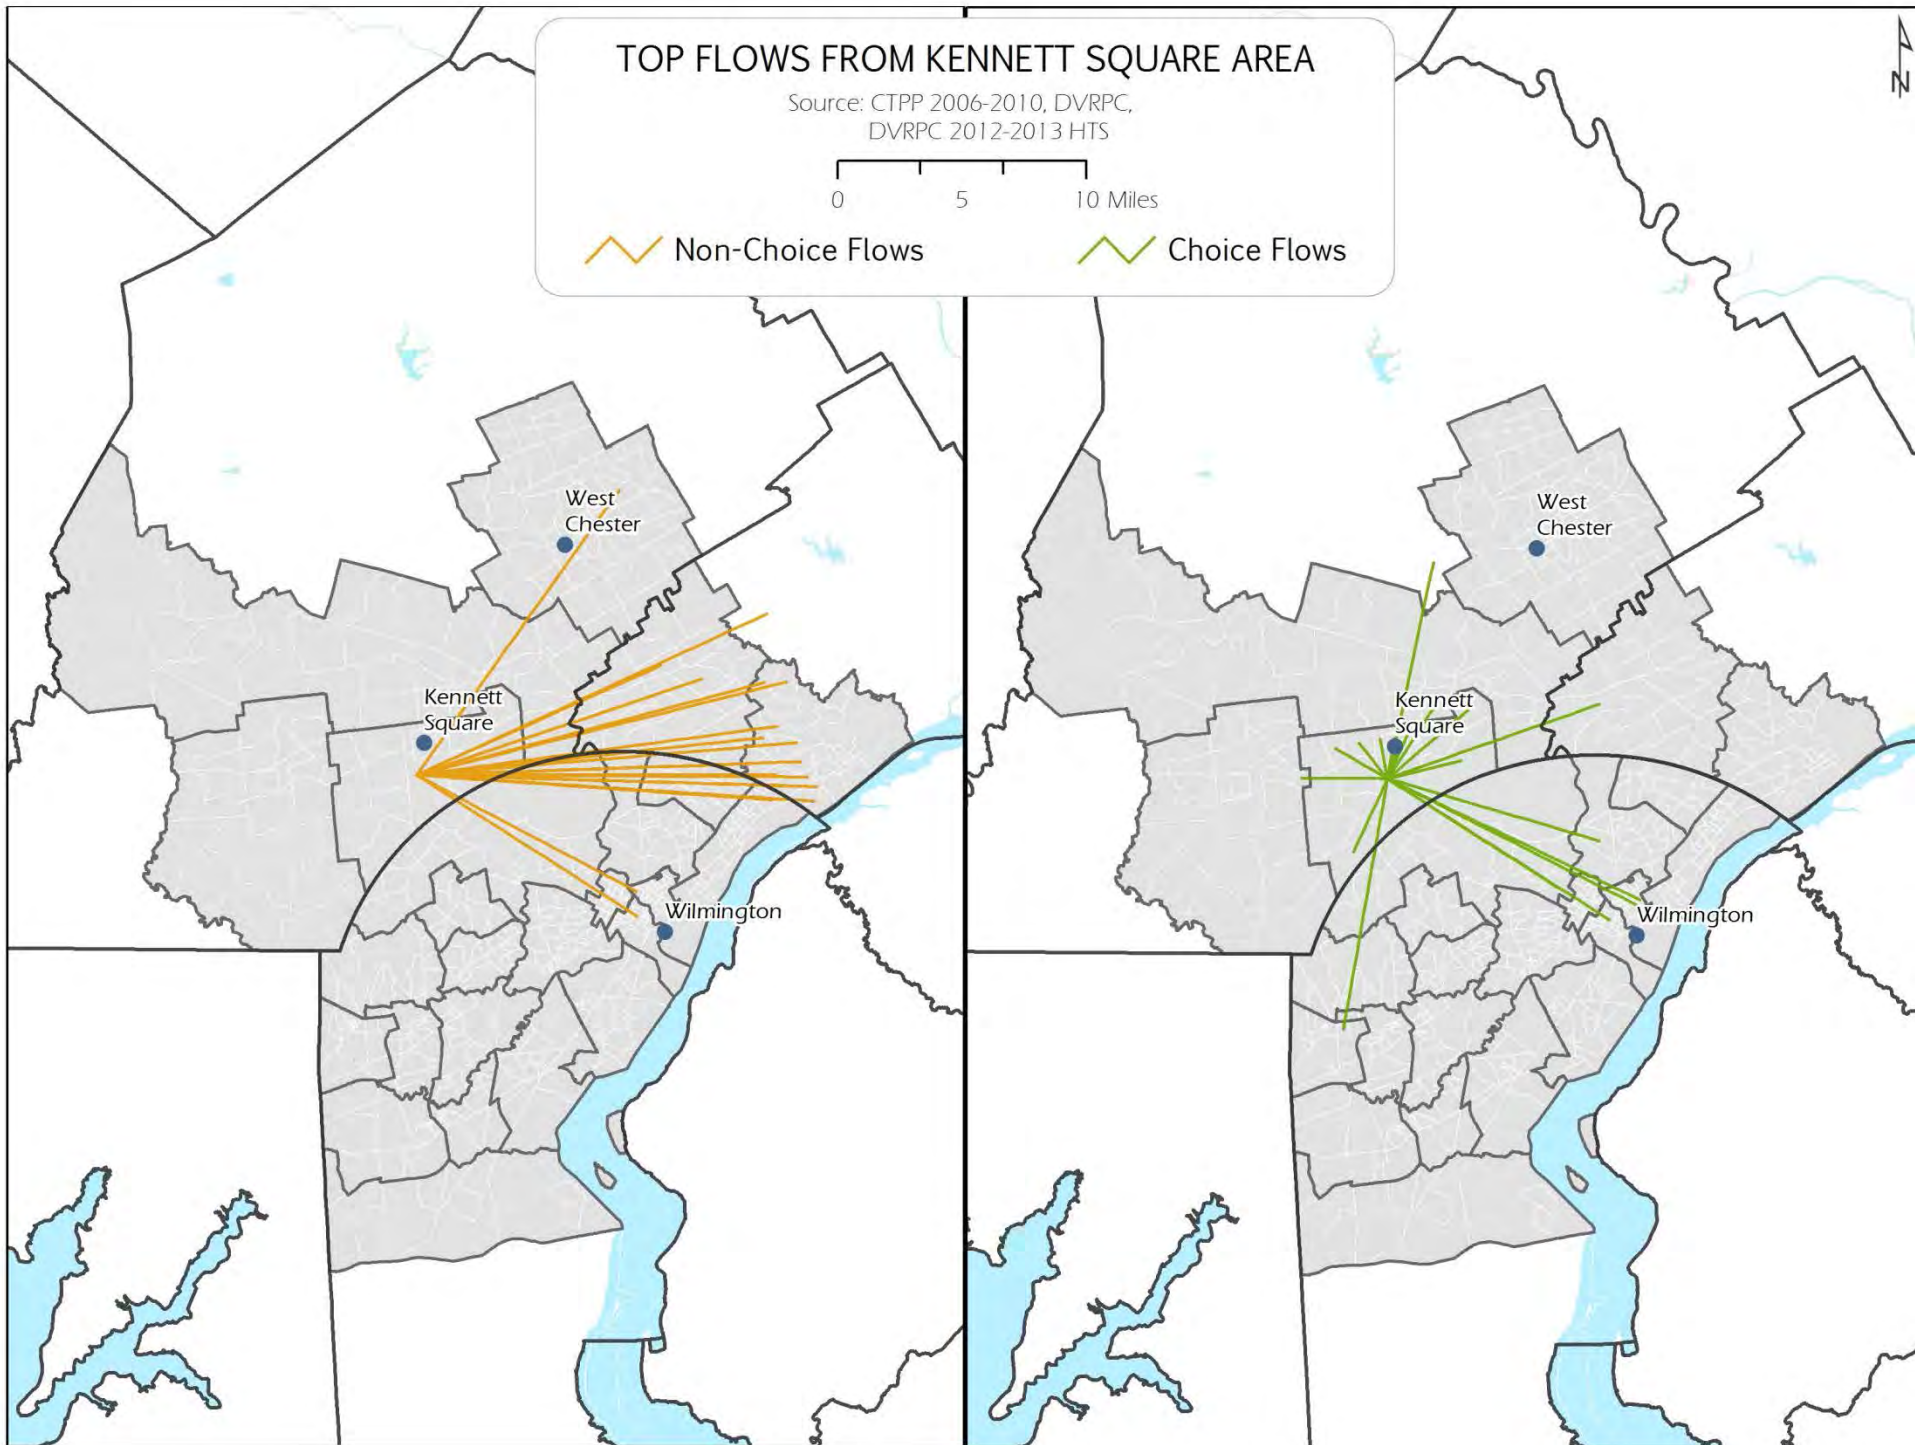 TOP FLOWS FROM KENNETT SQUARE AREA
Source: CTPP 2006-2010, DVRPC,
DVRPC 2012-2013 HTS
0 5 10 Miles
Non-Choice Flows
Choice Flows
N
West
Chester
Kennett
Square
Wilmington
West
Chester
Kennett
Square
Wilmington